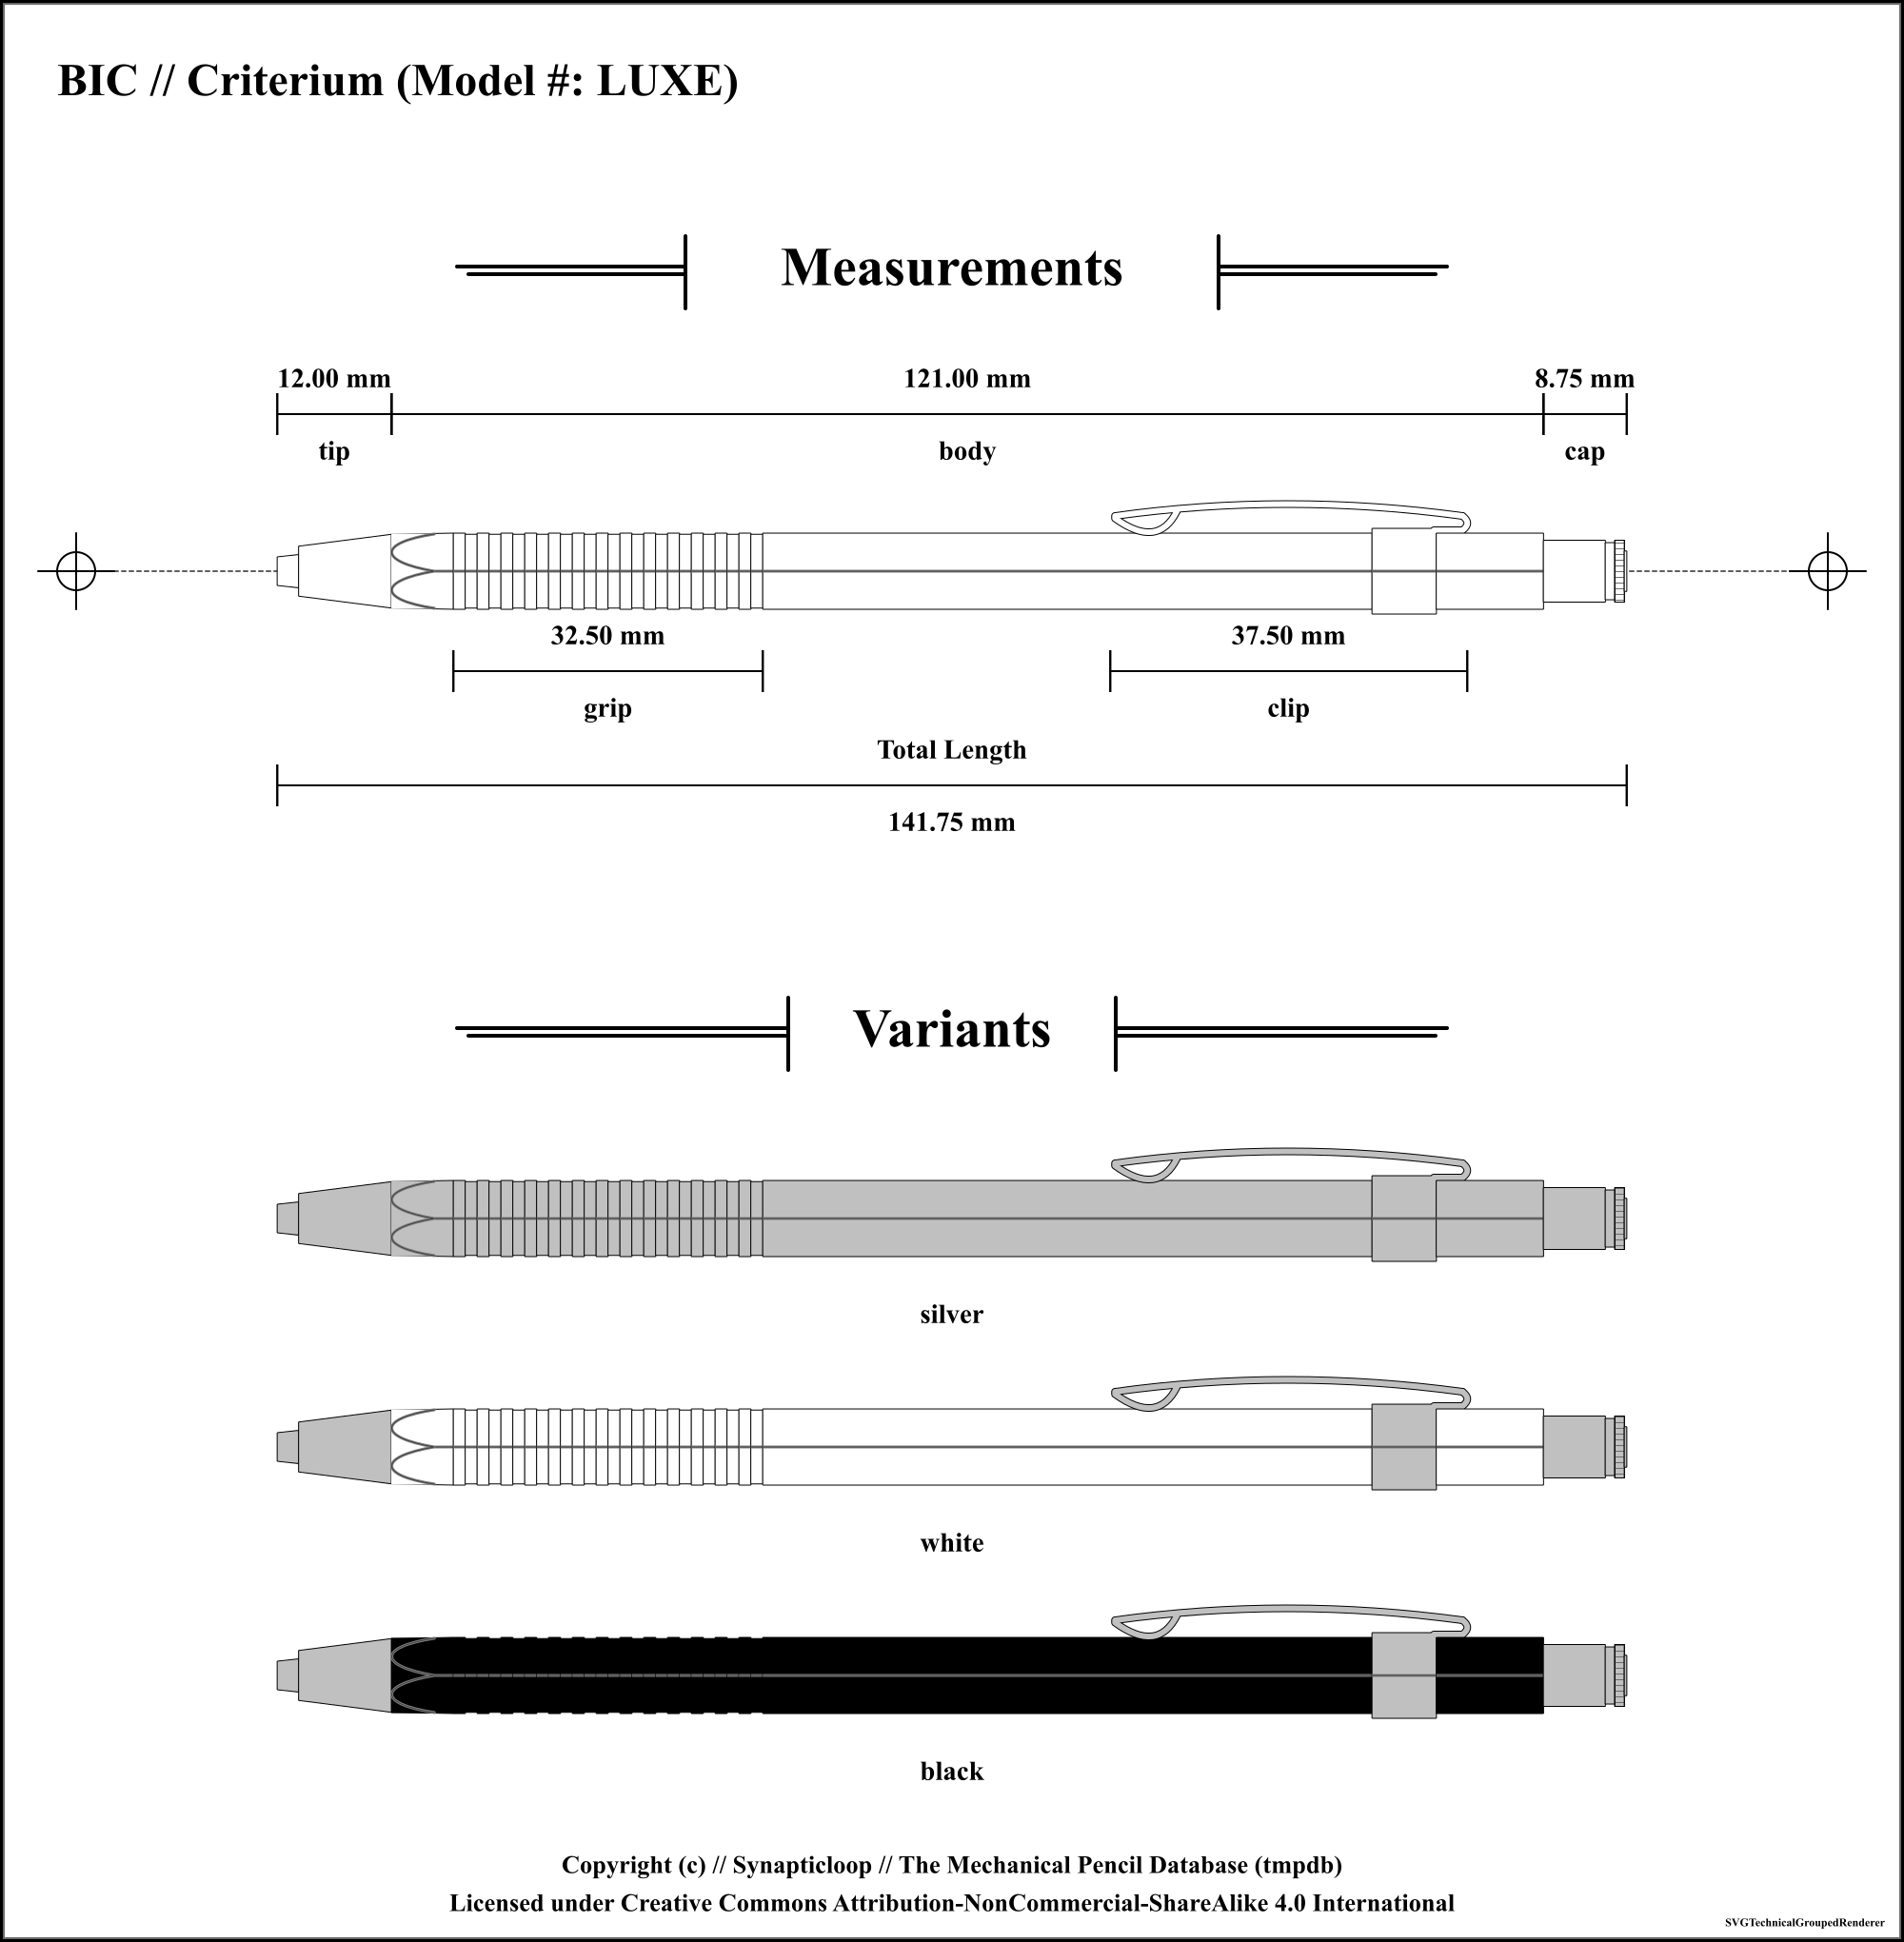 BIC // Criterium (Model #: LUXE)
Measurements
12.00 mm
121.00 mm
8.75 mm
tip
body
cap
32.50 mm
37.50 mm
grip
clip
Total Length
141.75 mm
Variants
silver
white
black
Copyright (c) // Synapticloop // The Mechanical Pencil Database (tmpdb)
Licensed under Creative Commons Attribution-NonCommercial-ShareAlike 4.0 International
SVGTechnicalGroupedRenderer